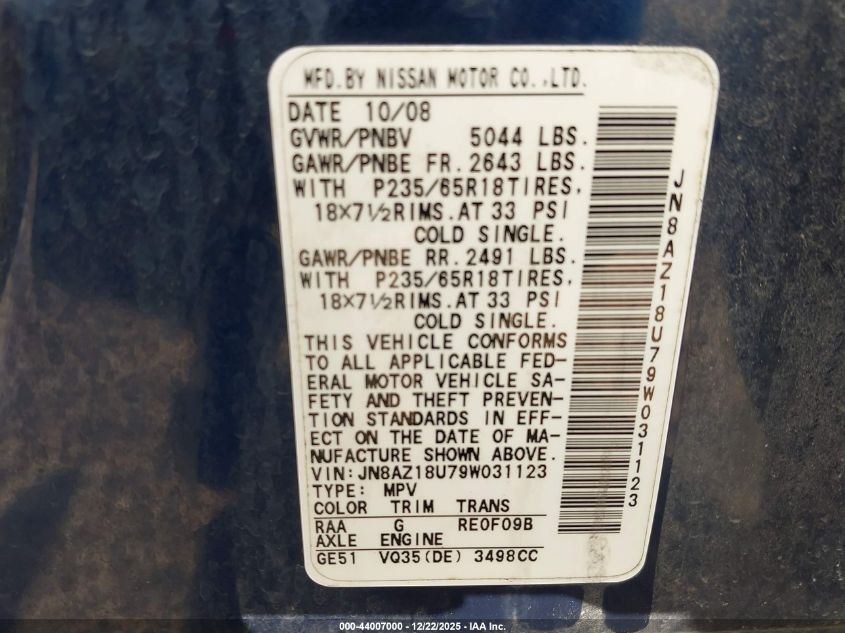 MFD.BY NISSAN MOTOR CO.,LTD.
DATE 10/08
GVWR/PNBV 5044 LBS.
GAWR/PNBE FR. 2643 LBS.
WITH P235/65R18TIRES,
18X7½RIMS.AT 33 PSI
COLD SINGLE.
GAWR/PNBE RR. 2491 LBS.
WITH P235/65R18TIRES,
18X7½RIMS.AT 33 PSI
COLD SINGLE.
THIS VEHICLE CONFORMS
TO ALL APPLICABLE FED-
ERAL MOTOR VEHICLE SA-
FETY AND THEFT PREVEN-
TION STANDARDS IN EFF-
ECT ON THE DATE OF MA-
NUFACTURE SHOWN ABOVE.
VIN:JN8AZ18U79W031123
TYPE: MPV
COLOR TRIM TRANS
RAA G RE0F09B
AXLE ENGINE
GE51 VQ35(DE) 3498CC
JN8AZ18U79W031123
000-44007000 - 12/22/2025 - IAA Inc.